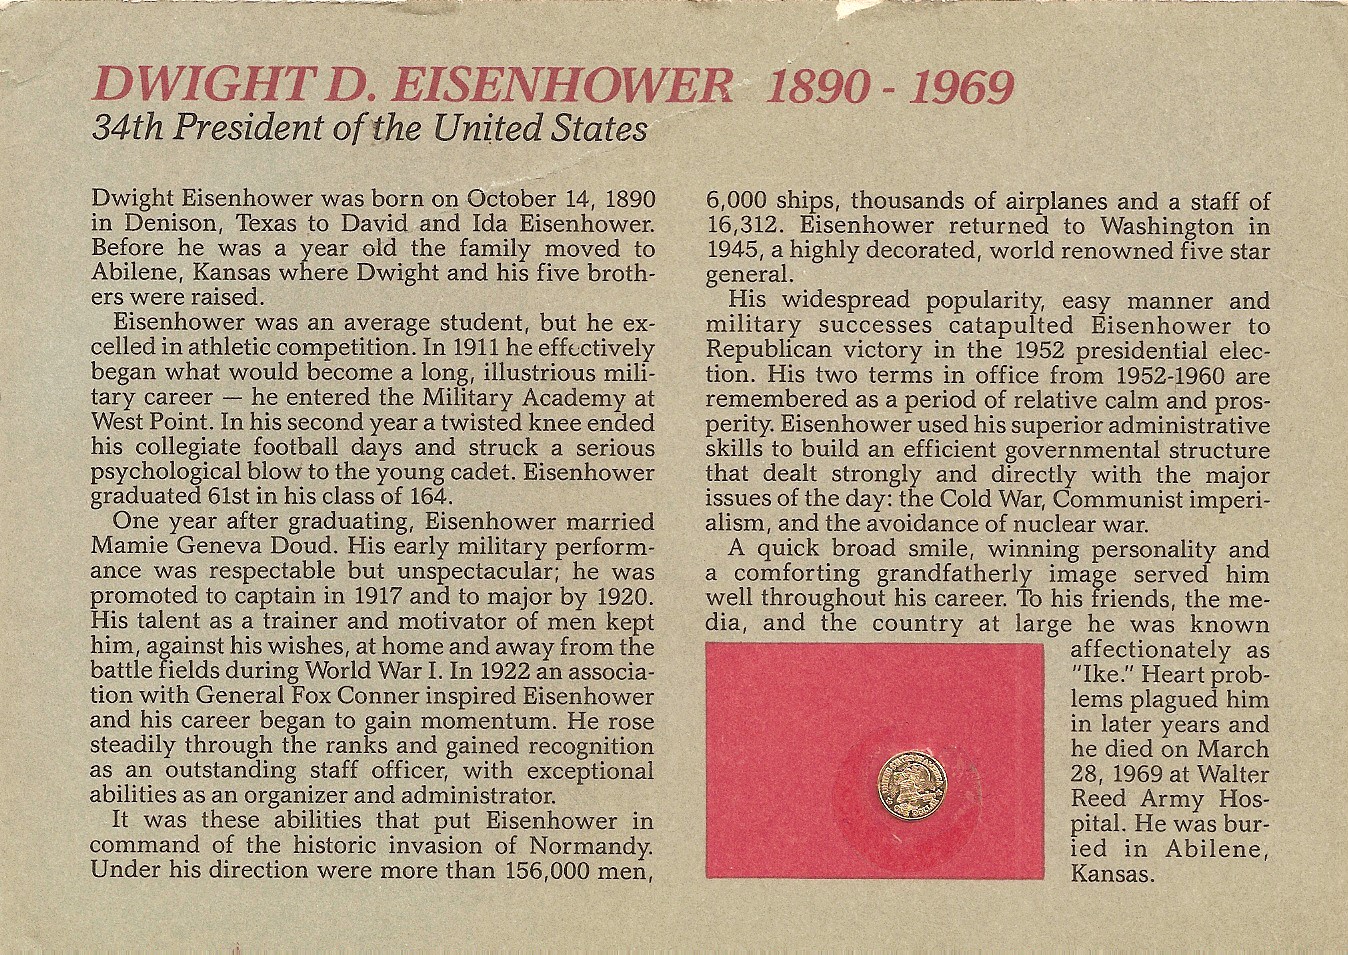 DWIGHT D. EISENHOWER 1890 - 1969
34th President of the United States
Dwight Eisenhower was born on October 14, 1890
in Denison, Texas to David and Ida Eisenhower.
Before he was a year old the family moved to
Abilene, Kansas where Dwight and his five broth-
ers were raised.
Eisenhower was an average student, but he ex-
celled in athletic competition. In 1911 he effectively
began what would become a long, illustrious mili-
tary career — he entered the Military Academy at
West Point. In his second year a twisted knee ended
his collegiate football days and struck a serious
psychological blow to the young cadet. Eisenhower
graduated 61st in his class of 164.
One year after graduating, Eisenhower married
Mamie Geneva Doud. His early military perform-
ance was respectable but unspectacular; he was
promoted to captain in 1917 and to major by 1920.
His talent as a trainer and motivator of men kept
him, against his wishes, at home and away from the
battle fields during World War I. In 1922 an associa-
tion with General Fox Conner inspired Eisenhower
and his career began to gain momentum. He rose
steadily through the ranks and gained recognition
as an outstanding staff officer, with exceptional
abilities as an organizer and administrator.
It was these abilities that put Eisenhower in
command of the historic invasion of Normandy.
Under his direction were more than 156,000 men,
6,000 ships, thousands of airplanes and a staff of
16,312. Eisenhower returned to Washington in
1945, a highly decorated, world renowned five star
general.
His widespread popularity, easy manner and
military successes catapulted Eisenhower to
Republican victory in the 1952 presidential elec-
tion. His two terms in office from 1952-1960 are
remembered as a period of relative calm and pros-
perity. Eisenhower used his superior administrative
skills to build an efficient governmental structure
that dealt strongly and directly with the major
issues of the day: the Cold War, Communist imperi-
alism, and the avoidance of nuclear war.
A quick broad smile, winning personality and
a comforting grandfatherly image served him
well throughout his career. To his friends, the me-
dia, and the country at large he was known
affectionately as
"Ike." Heart prob-
lems plagued him
in later years and
he died on March
28, 1969 at Walter
Reed Army Hos-
pital. He was bur-
ied in Abilene,
Kansas.